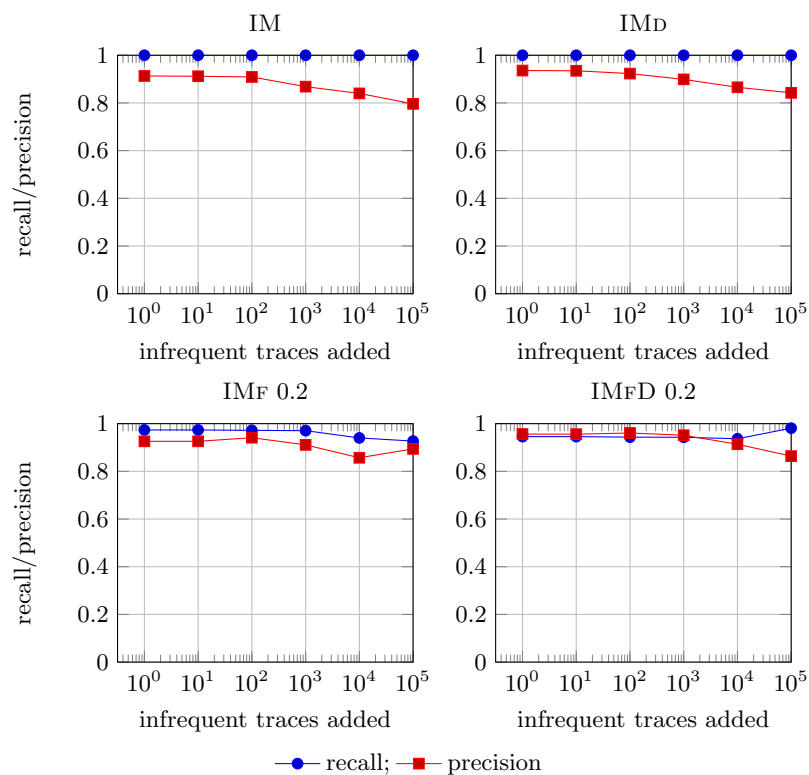 IM
IMD
1
0.8
0.6
0.4
0.2
0
recall/precision
10^0 10^1 10^2 10^3 10^4 10^5
infrequent traces added
1
0.8
0.6
0.4
0.2
0
10^0 10^1 10^2 10^3 10^4 10^5
infrequent traces added
IMF 0.2
IMFD 0.2
1
0.8
0.6
0.4
0.2
0
recall/precision
10^0 10^1 10^2 10^3 10^4 10^5
infrequent traces added
1
0.8
0.6
0.4
0.2
0
10^0 10^1 10^2 10^3 10^4 10^5
infrequent traces added
recall; precision